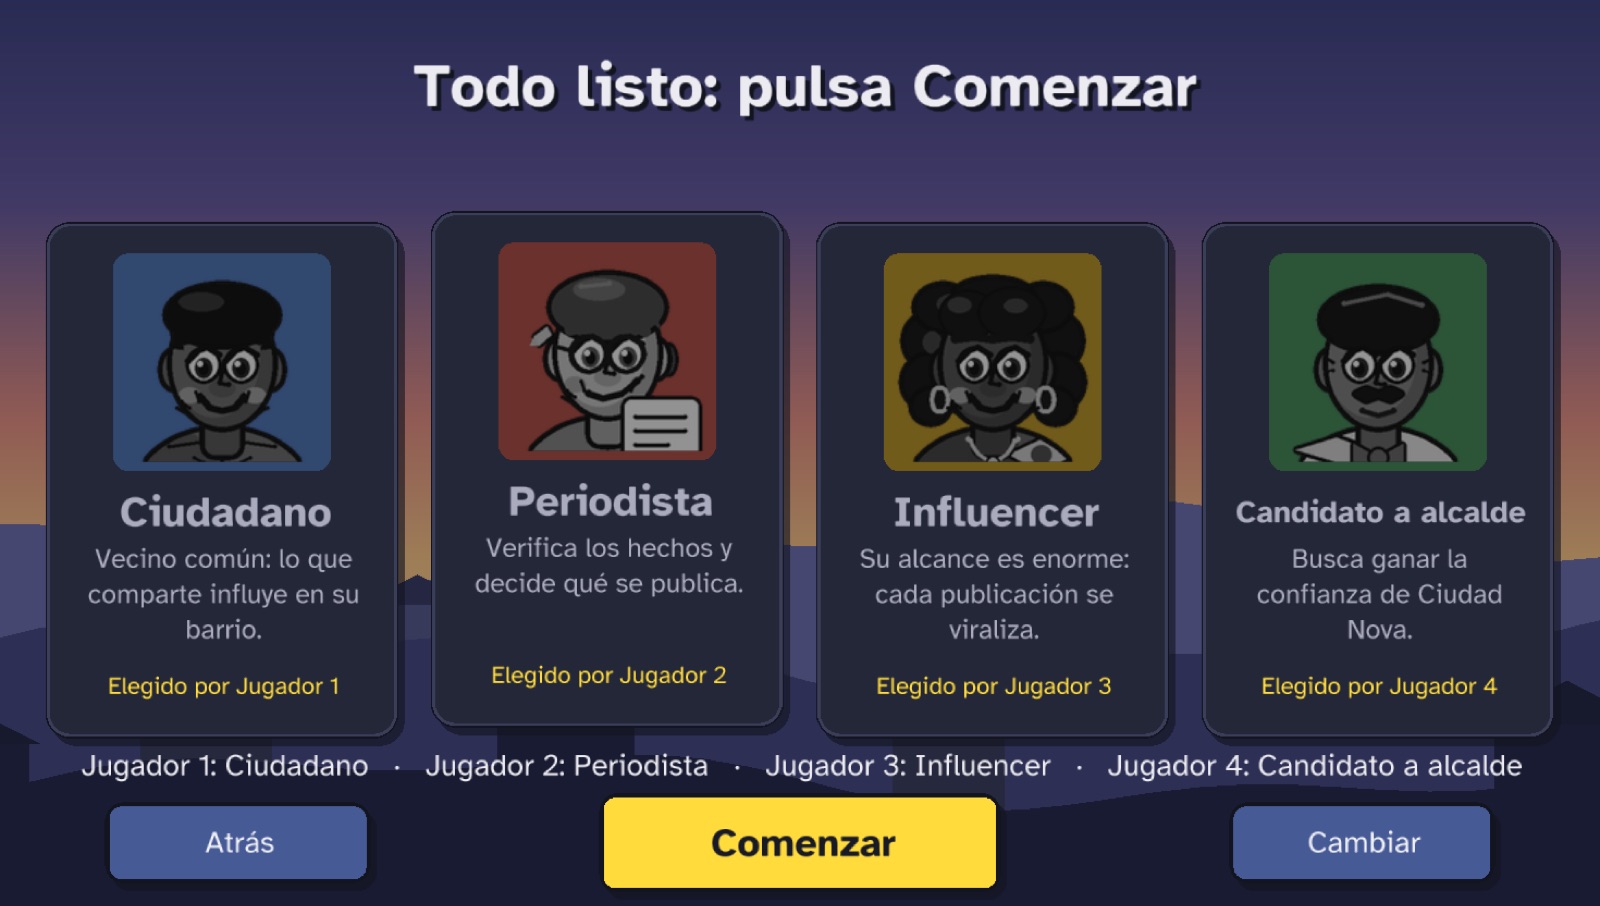 Todo listo: pulsa Comenzar
Ciudadano
Vecino común: lo que
comparte influye en su
barrio.
Elegido por Jugador 1
Periodista
Verifica los hechos y
decide qué se publica.
Elegido por Jugador 2
Influencer
Su alcance es enorme:
cada publicación se
viraliza.
Elegido por Jugador 3
Candidato a alcalde
Busca ganar la
confianza de Ciudad
Nova.
Elegido por Jugador 4
Jugador 1: Ciudadano · Jugador 2: Periodista · Jugador 3: Influencer · Jugador 4: Candidato a alcalde
Atrás
Comenzar
Cambiar